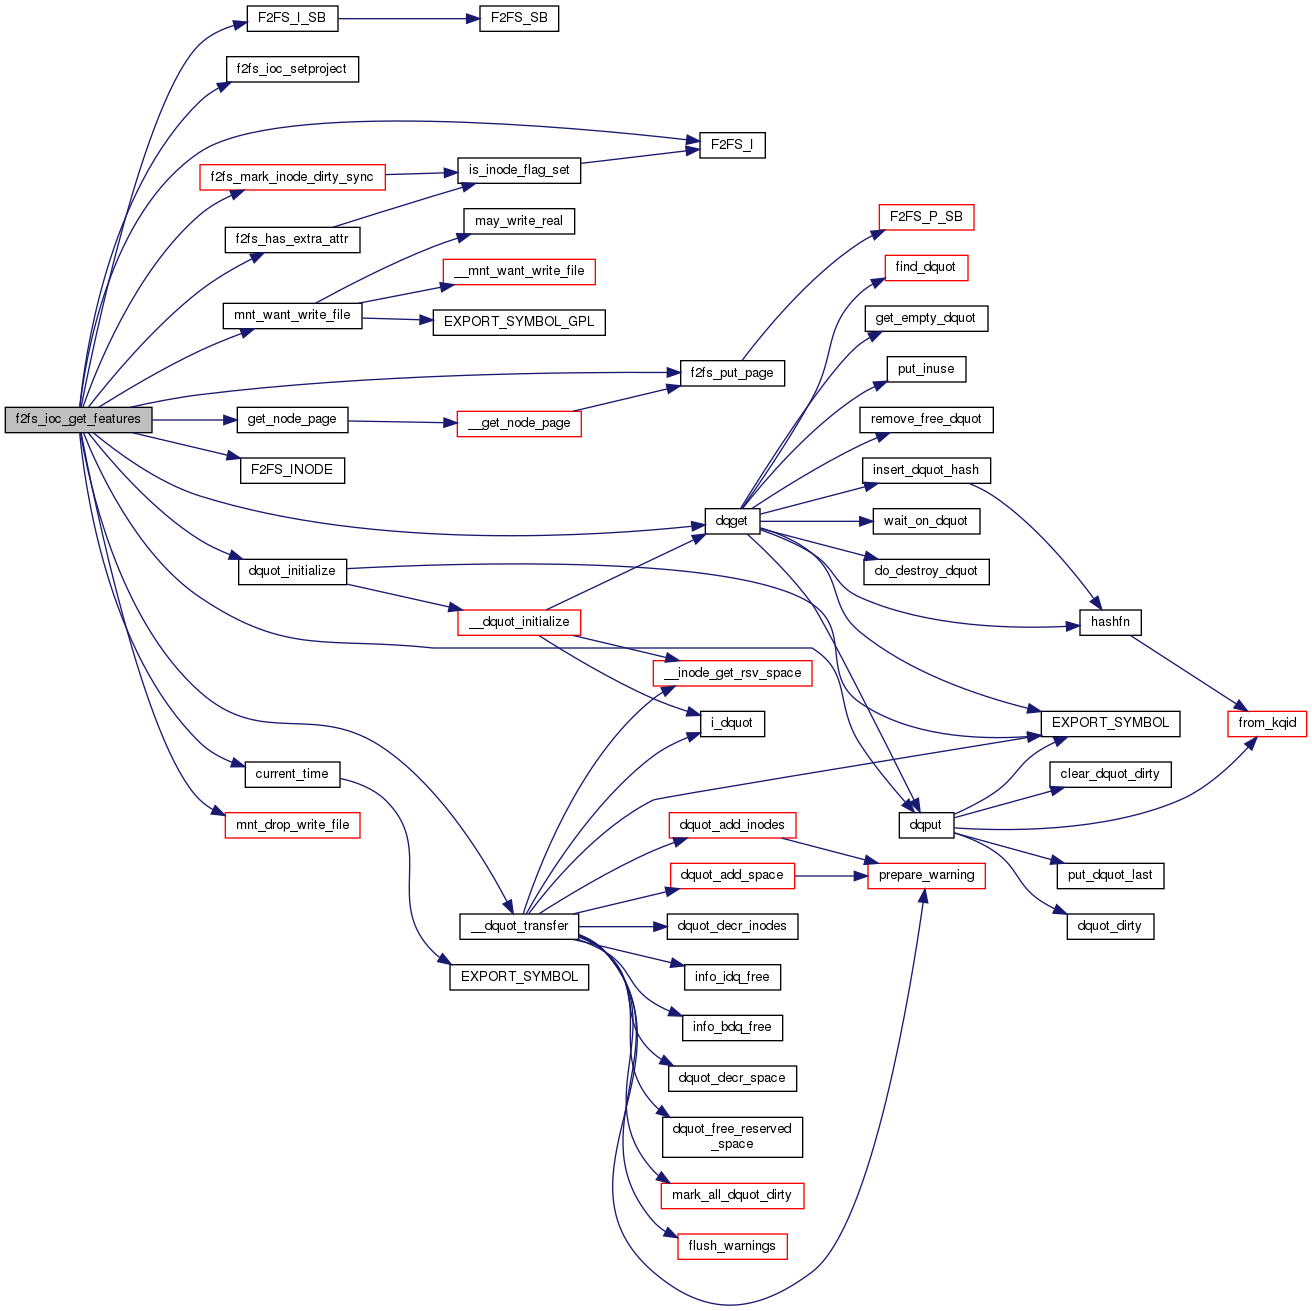 F2FS_I_SB
F2FS_SB
f2fs_ioc_setproject
F2FS_I
f2fs_mark_inode_dirty_sync
is_inode_flag_set
may_write_real
F2FS_P_SB
f2fs_has_extra_attr
__mnt_want_write_file
find_dquot
mnt_want_write_file
EXPORT_SYMBOL_GPL
get_empty_dquot
f2fs_put_page
put_inuse
f2fs_ioc_get_features
get_node_page
__get_node_page
remove_free_dquot
F2FS_INODE
insert_dquot_hash
dqget
wait_on_dquot
dquot_initialize
do_destroy_dquot
__dquot_initialize
hashfn
__inode_get_rsv_space
i_dquot
EXPORT_SYMBOL
from_kqid
current_time
clear_dquot_dirty
mnt_drop_write_file
dquot_add_inodes
dqput
dquot_add_space
prepare_warning
put_dquot_last
__dquot_transfer
dquot_decr_inodes
dquot_dirty
EXPORT_SYMBOL
info_idq_free
info_bdq_free
dquot_decr_space
dquot_free_reserved
_space
mark_all_dquot_dirty
flush_warnings